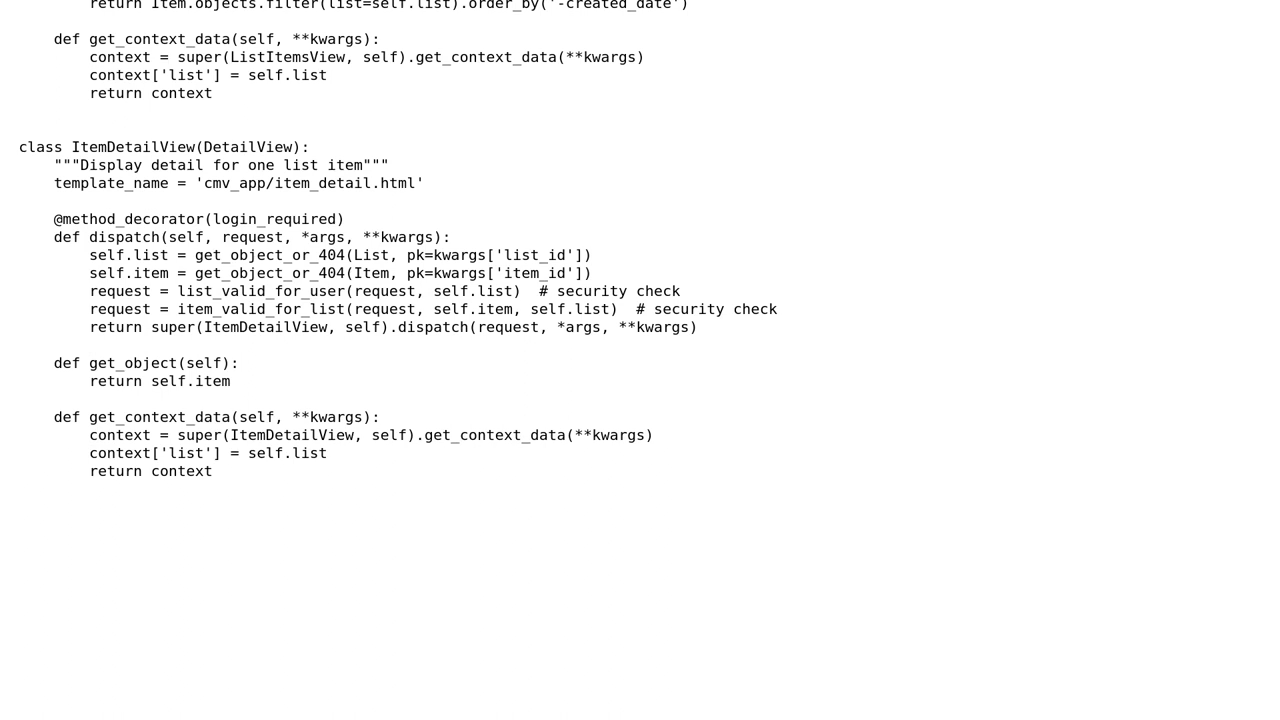 return Item.objects.filter(list=self.list).order_by('-created_date')

    def get_context_data(self, **kwargs):
        context = super(ListItemsView, self).get_context_data(**kwargs)
        context['list'] = self.list
        return context


class ItemDetailView(DetailView):
    """Display detail for one list item"""
    template_name = 'cmv_app/item_detail.html'

    @method_decorator(login_required)
    def dispatch(self, request, *args, **kwargs):
        self.list = get_object_or_404(List, pk=kwargs['list_id'])
        self.item = get_object_or_404(Item, pk=kwargs['item_id'])
        request = list_valid_for_user(request, self.list)  # security check
        request = item_valid_for_list(request, self.item, self.list)  # security check
        return super(ItemDetailView, self).dispatch(request, *args, **kwargs)

    def get_object(self):
        return self.item

    def get_context_data(self, **kwargs):
        context = super(ItemDetailView, self).get_context_data(**kwargs)
        context['list'] = self.list
        return context